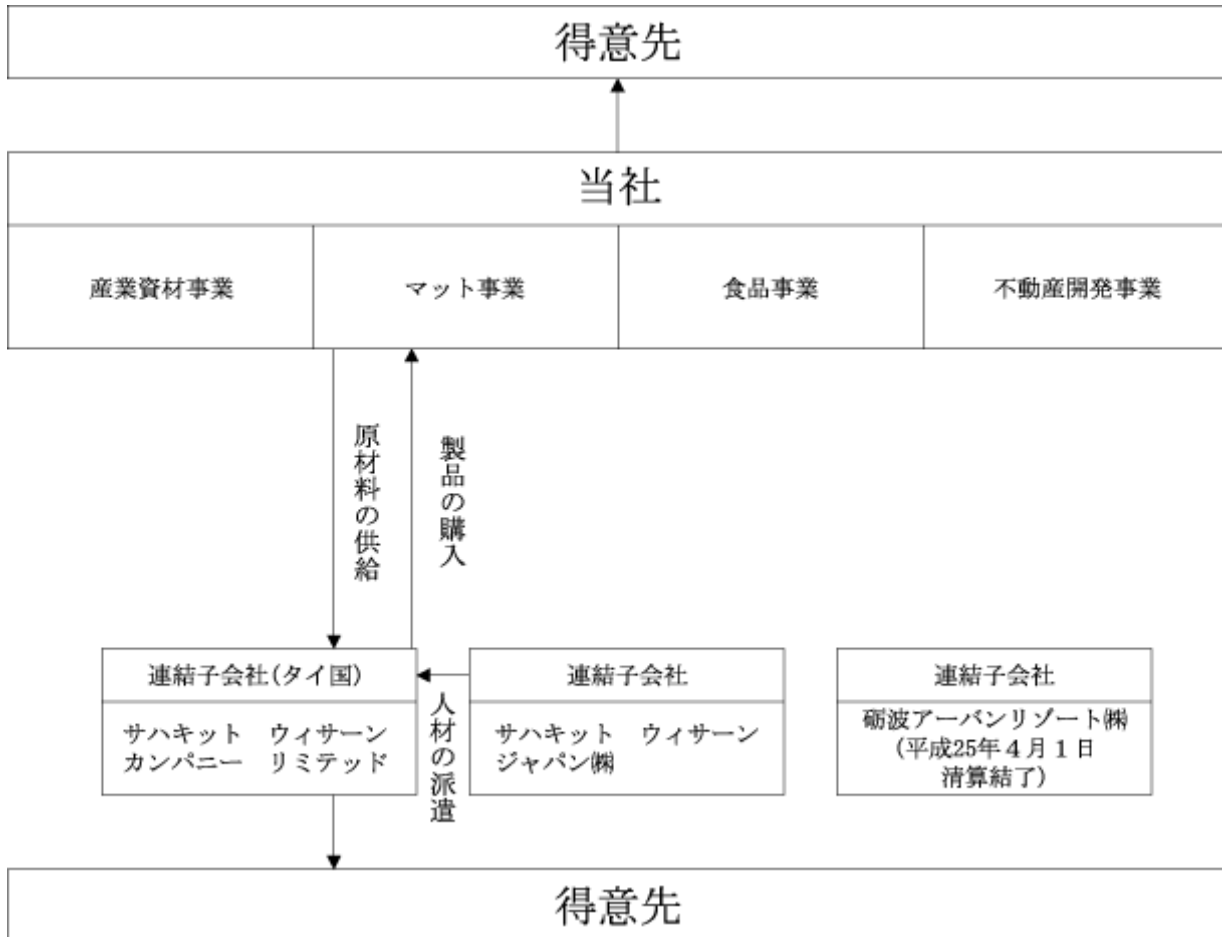 得意先
当社
産業資材事業
マット事業
食品事業
不動産開発事業
原材料の供給
製品の購入
連結子会社(タイ国)
サハキット ウィサーン
カンパニー リミテッド
人材の派遣
連結子会社
サハキット ウィサーン
ジャパン㈱
連結子会社
砺波アーバンリゾート㈱
(平成25年4月1日
清算結了)
得意先